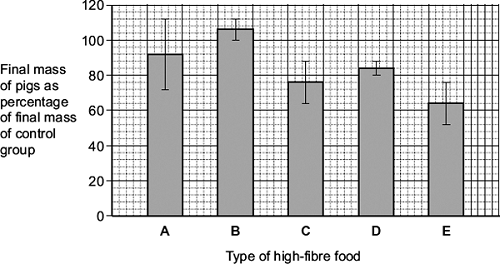 120
100
80
60
40
20
0
Final mass
of pigs as
percentage
of final mass
of control
group
A B C D E
Type of high-fibre food